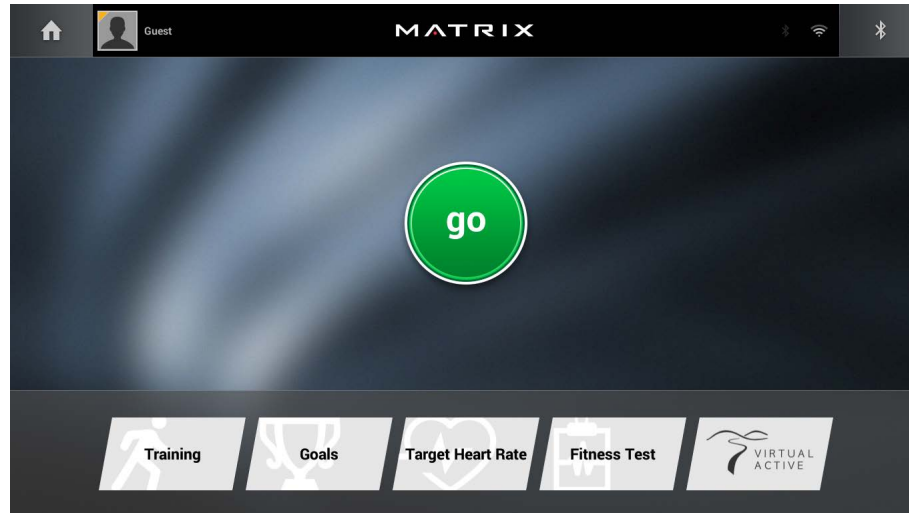 Guest
MATRIX
go
Training
Goals
Target Heart Rate
Fitness Test
VIRTUAL
ACTIVE